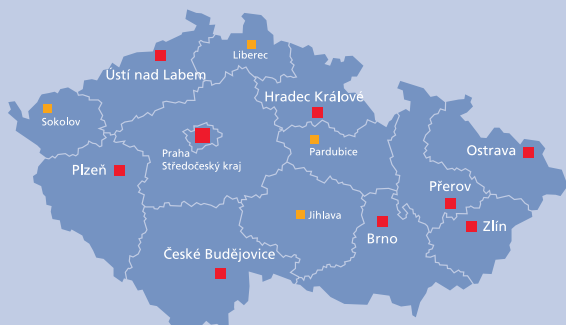 Liberec
Ústí nad Labem
Hradec Králové
Sokolov
Praha
Středočeský kraj
Pardubice
Ostrava
Plzeň
Přerov
Jihlava
Brno
Zlín
České Budějovice